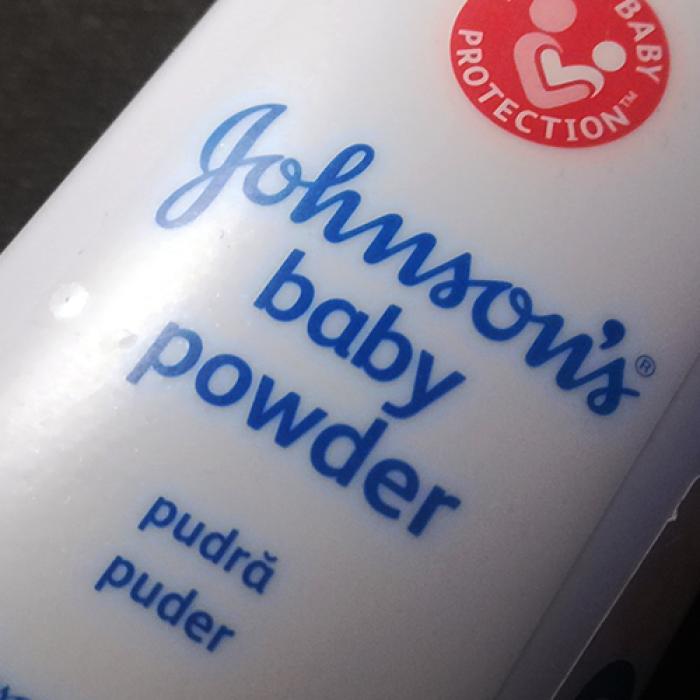 BABY
PROTECTION™
Johnson's®
baby
powder
pudră
puder